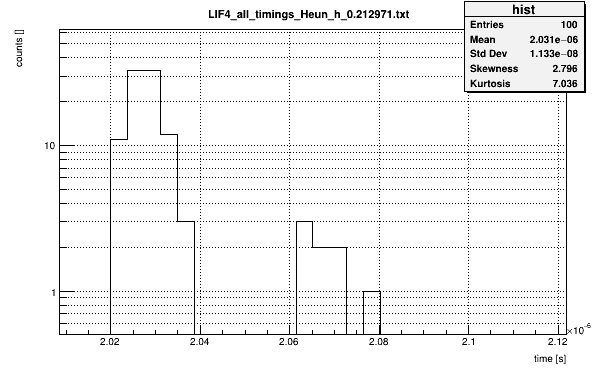 LIF4_all_timings_Heun_h_0.212971.txt
hist
Entries 100
Mean 2.031e−06
Std Dev 1.133e−08
Skewness 2.796
Kurtosis 7.036
counts []
10
1
2.02 2.04 2.06 2.08 2.1 2.12
×10⁻⁶
time [s]